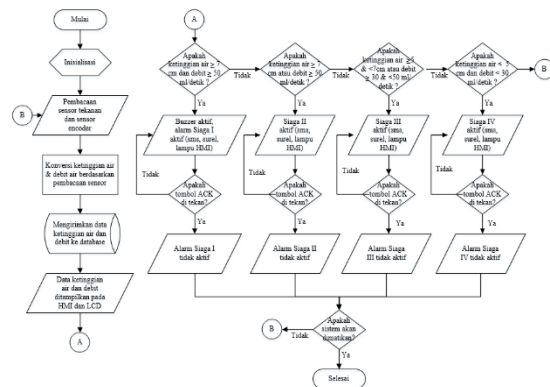 Mulai
Inisialisasi
B
Pembacaan
sensor tekanan
dan sensor
encoder
Konversi ketinggian air
& debit air berdasarkan
pembacaan sensor
Mengirimkan data
ketinggian air dan
debit ke database
Data ketinggian
air dan debit
ditampilkan pada
HMI dan LCD
A
A
Apakah
ketinggian air ≥ 7
cm dan debit ≥ 50
ml/detik ?
Tidak
Ya
Buzzer aktif,
alarm Siaga I
aktif (sms, surel,
lampu HMI)
Tidak
Apakah
tombol ACK
di tekan?
Ya
Alarm Siaga I
tidak aktif
Apakah
ketinggian air ≥ 7
cm atau debit ≥ 50
ml/detik ?
Tidak
Ya
Siaga II
aktif (sms,
surel, lampu
HMI)
Tidak
Apakah
tombol ACK
di tekan?
Ya
Alarm Siaga II
tidak aktif
Apakah
ketinggian air ≥5
& <7cm atau debit
≥ 30 & <50 ml/
detik ?
Tidak
Ya
Siaga III
aktif (sms,
surel, lampu
HMI)
Tidak
Apakah
tombol ACK
di tekan?
Ya
Alarm Siaga
III tidak aktif
Apakah
ketinggian air < 5
cm dan debit < 30
ml/detik ?
Tidak
B
Ya
Siaga IV
aktif (sms,
surel, lampu
HMI)
Tidak
Apakah
tombol ACK
di tekan?
Ya
Alarm Siaga
IV tidak aktif
Apakah
sistem akan
dimatikan?
Tidak
B
Ya
Selesai